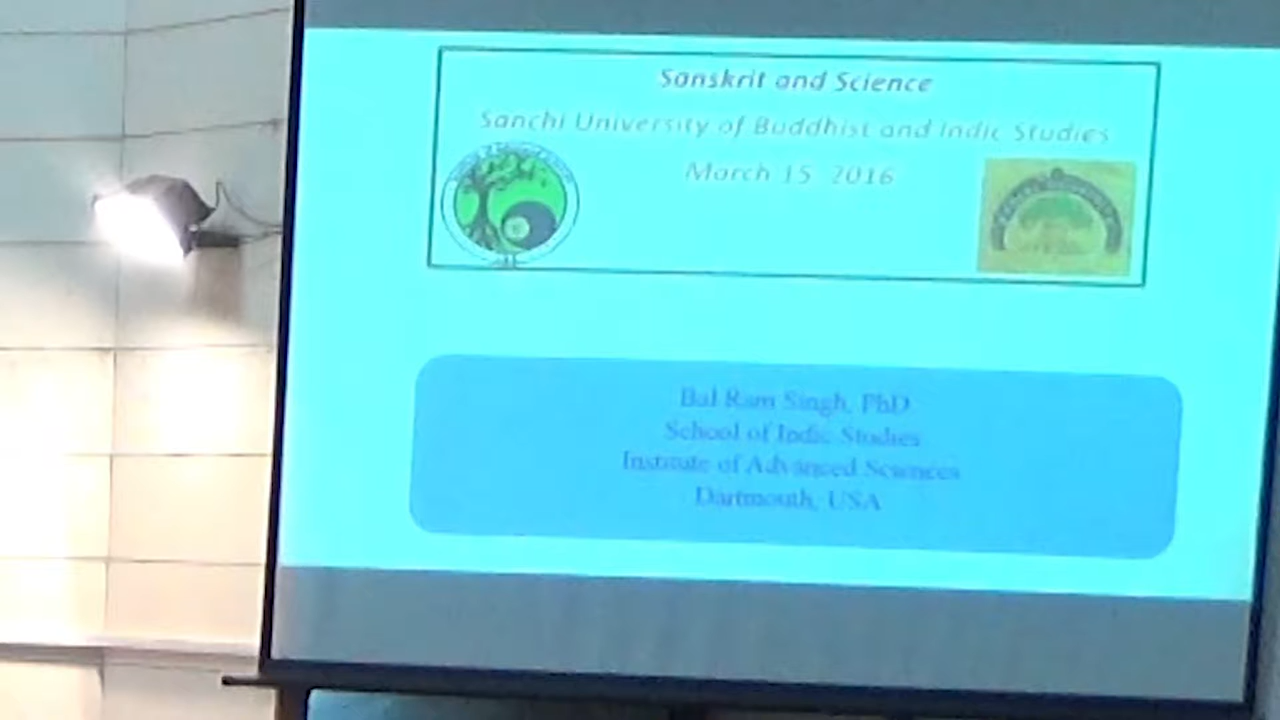 Sanskrit and Science
Sanchi University of Buddhist and Indic Studies
March 15 2016
Bal Ram Singh, PhD
School of Indic Studies
Institute of Advanced Sciences
Dartmouth, USA